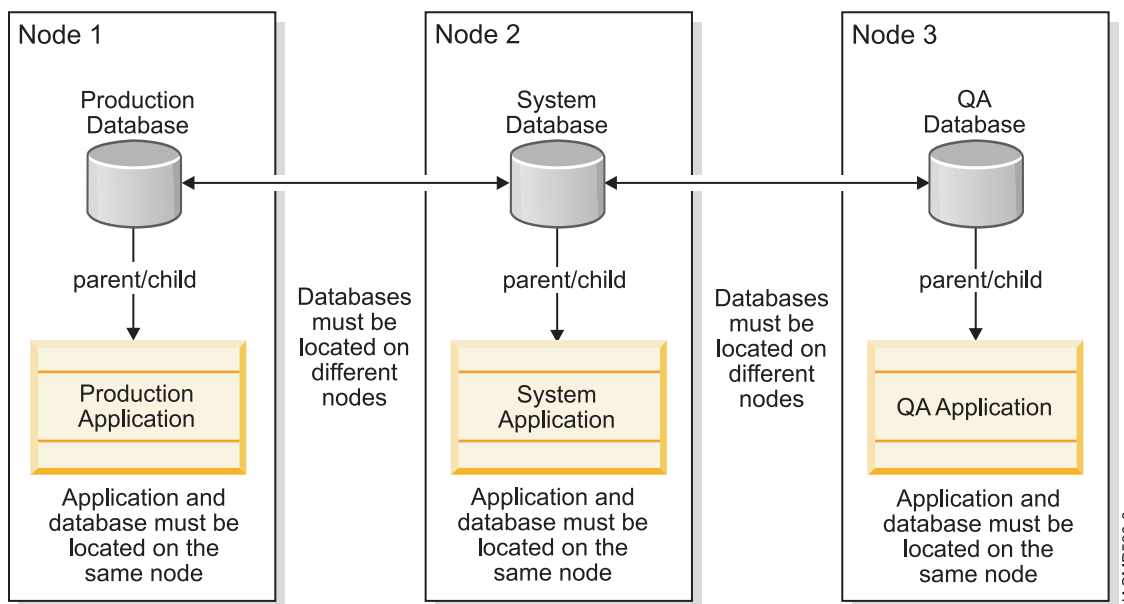 Node 1
Production
Database
parent/child
Production
Application
Application and
database must be
located on the
same node
Databases
must be
located on
different
nodes
Node 2
System
Database
parent/child
System
Application
Application and
database must be
located on the
same node
Databases
must be
located on
different
nodes
Node 3
QA
Database
parent/child
QA Application
Application and
database must be
located on the
same node